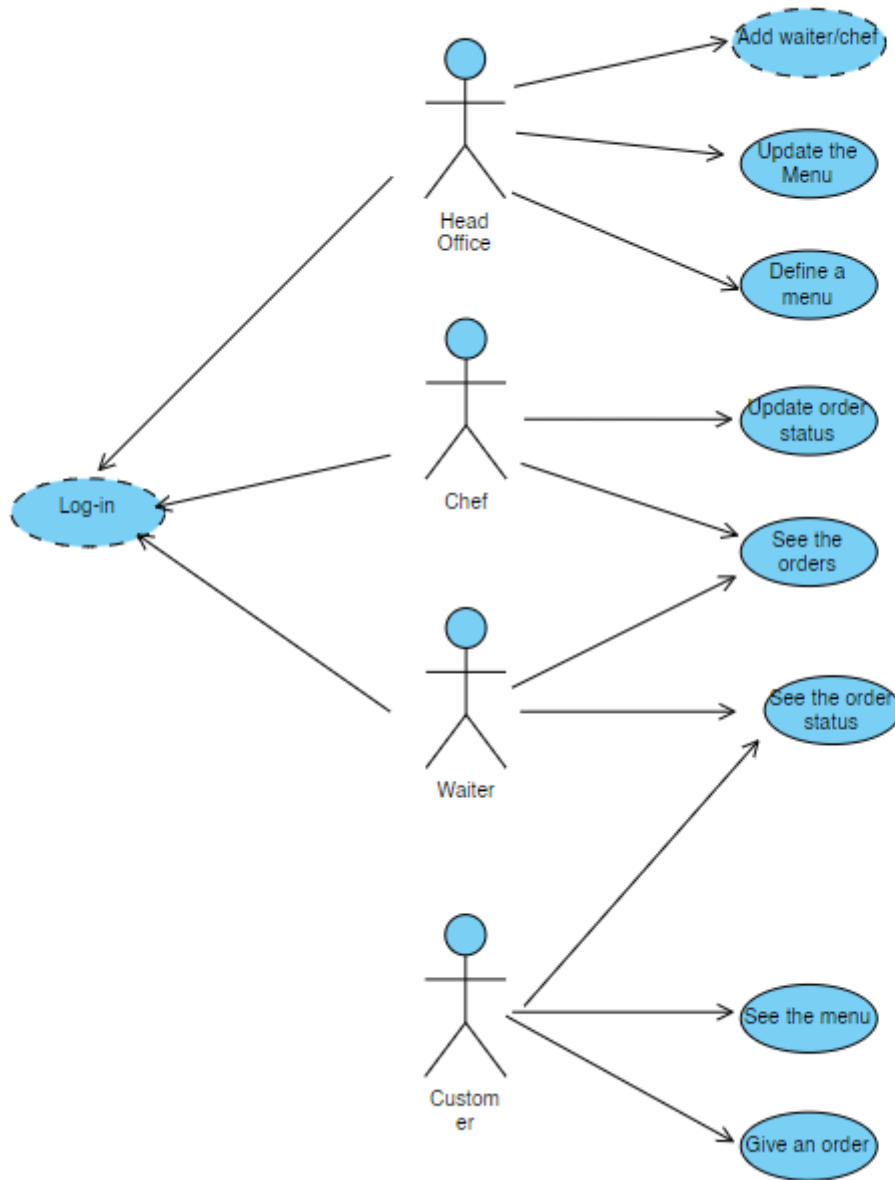 Add waiter/chef
Update the
Menu
Head
Office
Define a
menu
Update order
status
Log-in
Chef
See the
orders
See the order
status
Waiter
See the menu
Custom
er
Give an order